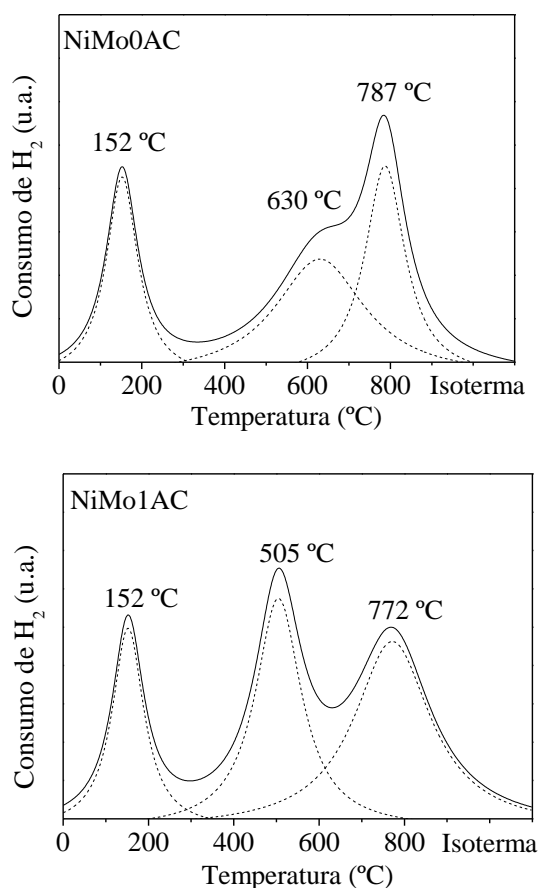 NiMo0AC
787 ºC
152 ºC
630 ºC
Consumo de H₂ (u.a.)
0 200 400 600 800 Isoterma
Temperatura (ºC)
NiMo1AC
505 ºC
152 ºC
772 ºC
Consumo de H₂ (u.a.)
0 200 400 600 800 Isoterma
Temperatura (ºC)